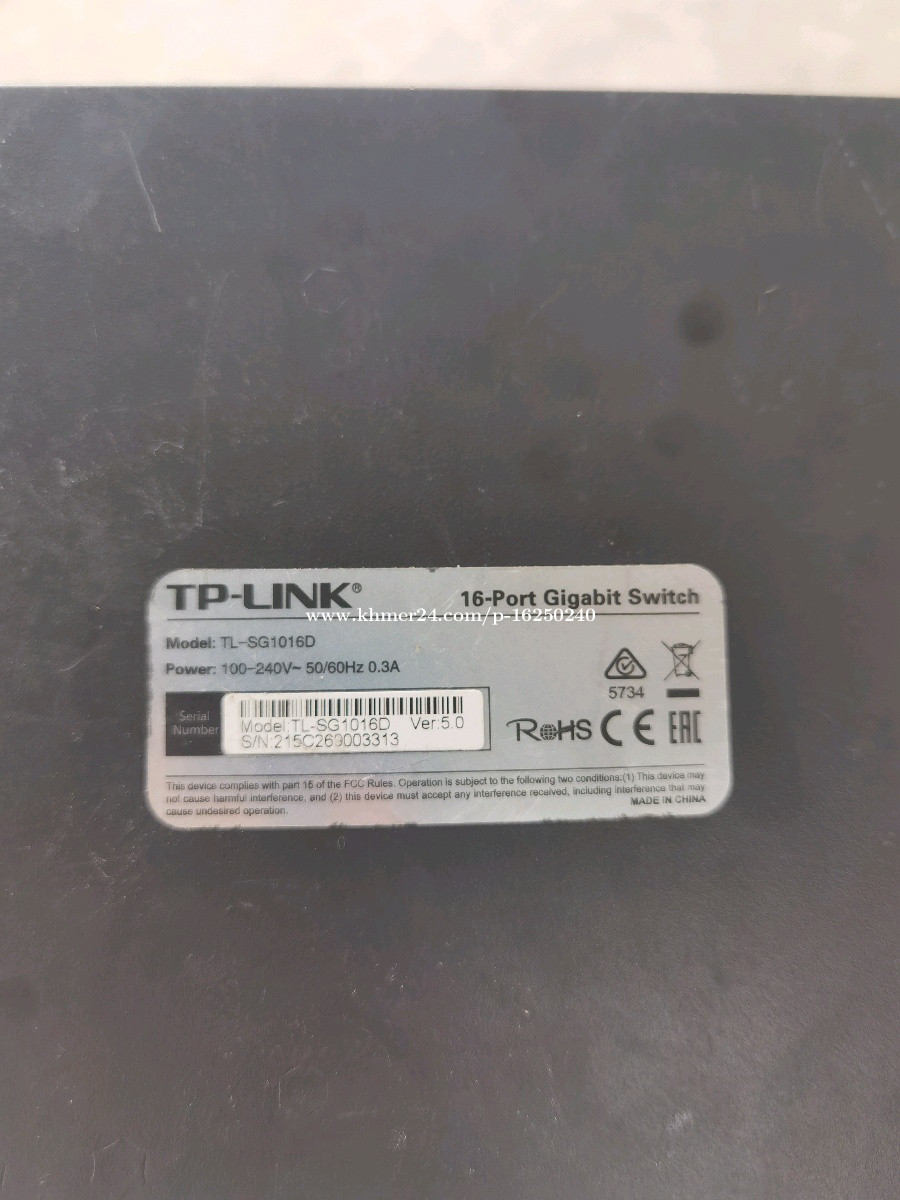 TP-LINK®
16-Port Gigabit Switch
www.khmer24.com/p-16250240
Model: TL-SG1016D
Power: 100-240V~ 50/60Hz 0.3A
5734
Serial
Number
Model:TL-SG1016D Ver:5.0
S/N:215C269003313
RoHS CE EAC
This device complies with part 15 of the FCC Rules. Operation is subject to the following two conditions:(1) This device may
not cause harmful interference, and (2) this device must accept any interference received, including interference that may
cause undesired operation.
MADE IN CHINA